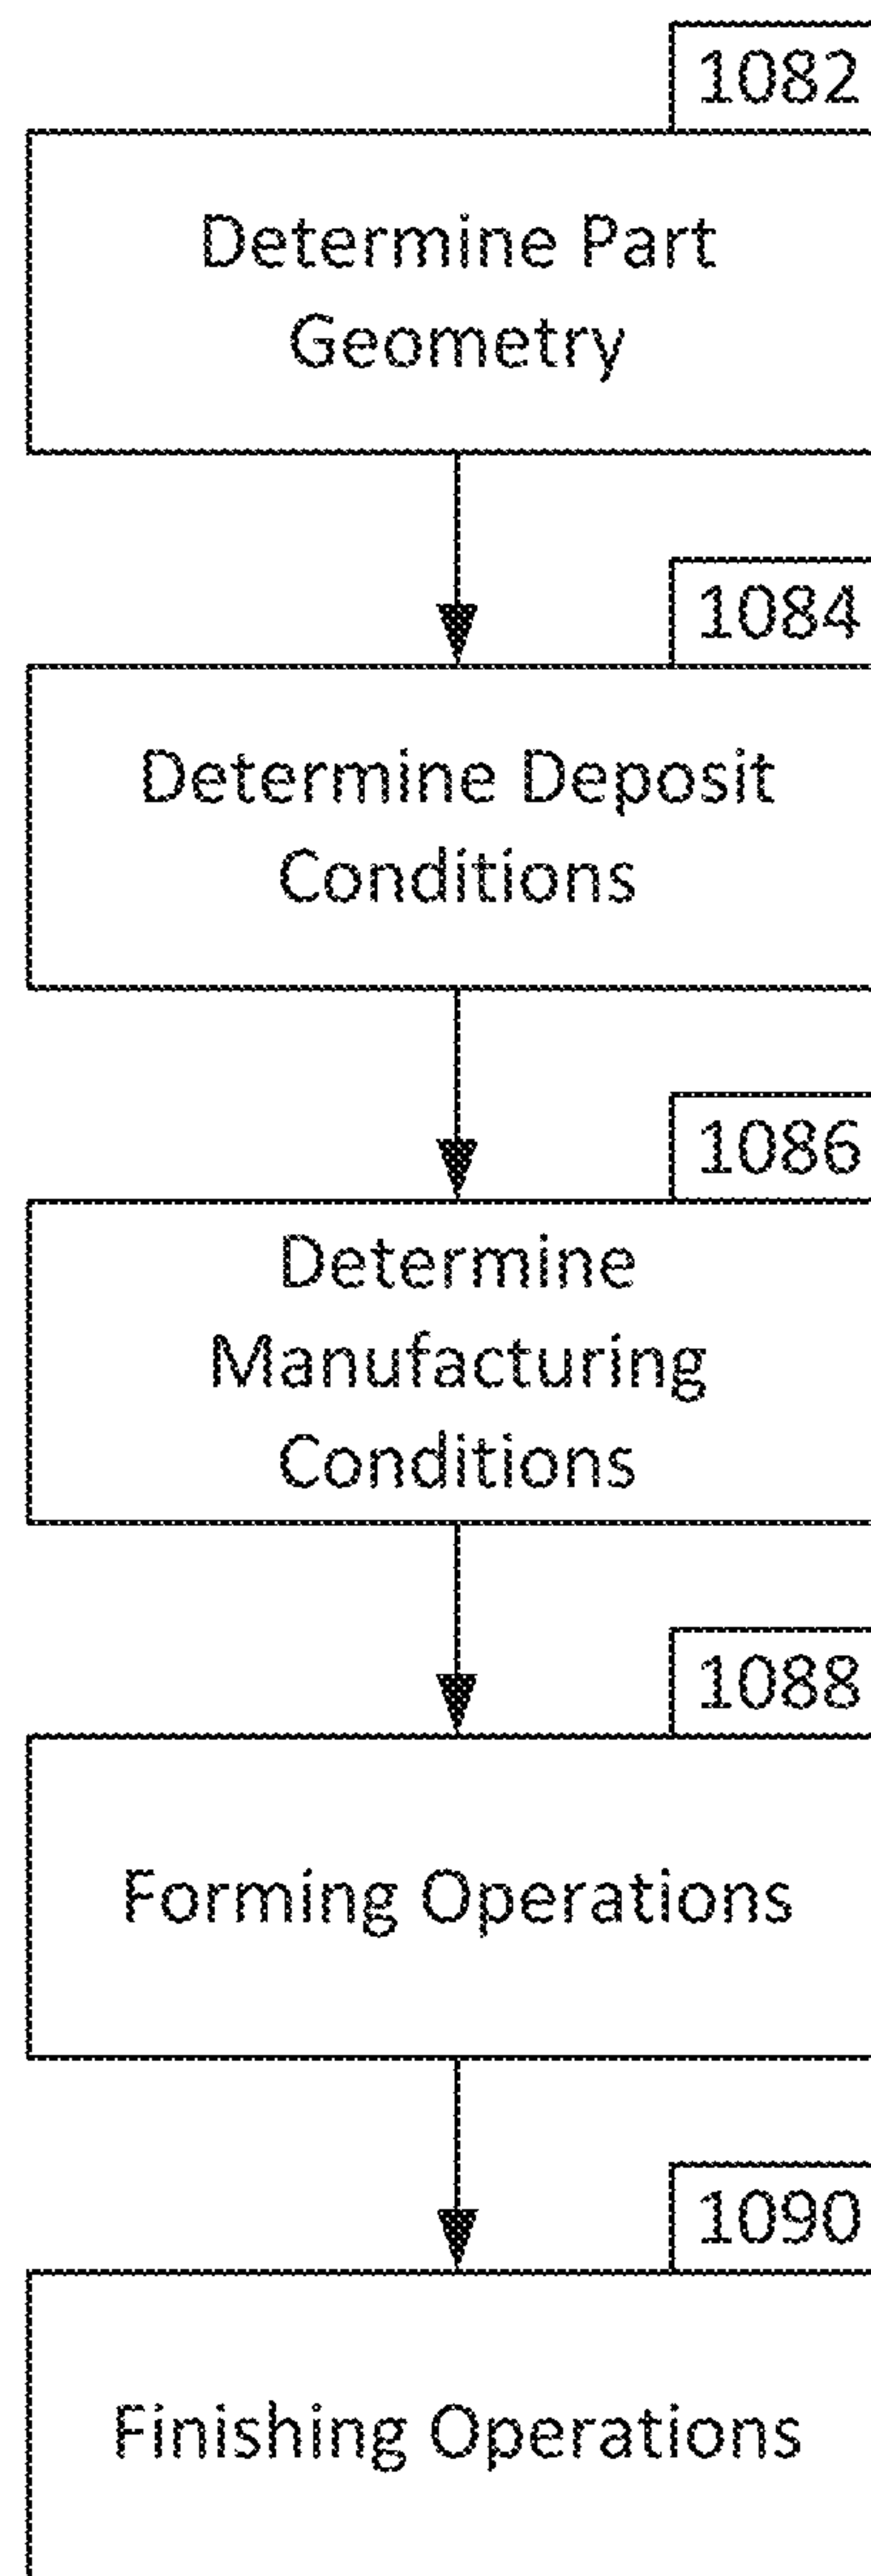 1082
Determine Part
Geometry
1084
Determine Deposit
Conditions
1086
Determine
Manufacturing
Conditions
1088
Forming Operations
1090
Finishing Operations